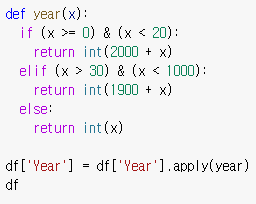 def year(x):
  if (x >= 0) & (x < 20):
    return int(2000 + x)
  elif (x > 30) & (x < 1000):
    return int(1900 + x)
  else:
    return int(x)

df['Year'] = df['Year'].apply(year)
df